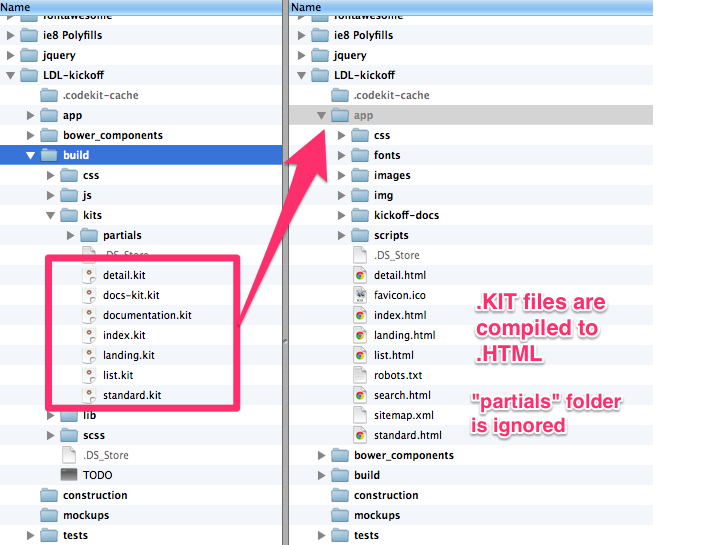 Name
fontawesome
ie8 Polyfills
jquery
LDL-kickoff
.codekit-cache
app
bower_components
build
css
js
kits
partials
.DS_Store
detail.kit
docs-kit.kit
documentation.kit
index.kit
landing.kit
list.kit
standard.kit
lib
scss
.DS_Store
TODO
construction
mockups
tests
Name
fontawesome
ie8 Polyfills
jquery
LDL-kickoff
.codekit-cache
app
css
fonts
images
img
kickoff-docs
scripts
.DS_Store
detail.html
favicon.ico
index.html
landing.html
list.html
robots.txt
search.html
sitemap.xml
standard.html
bower_components
build
construction
mockups
tests
.KIT files are
compiled to
.HTML
"partials" folder
is ignored